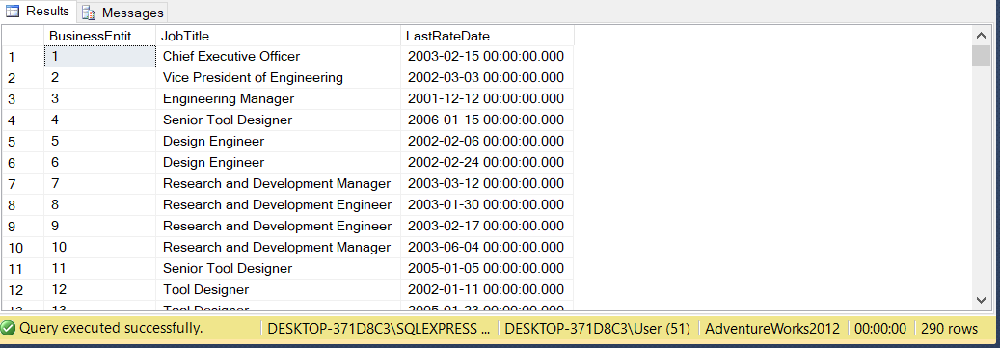 Results Messages
BusinessEntit JobTitle LastRateDate
1 1 Chief Executive Officer 2003-02-15 00:00:00.000
2 2 Vice President of Engineering 2002-03-03 00:00:00.000
3 3 Engineering Manager 2001-12-12 00:00:00.000
4 4 Senior Tool Designer 2006-01-15 00:00:00.000
5 5 Design Engineer 2002-02-06 00:00:00.000
6 6 Design Engineer 2002-02-24 00:00:00.000
7 7 Research and Development Manager 2003-03-12 00:00:00.000
8 8 Research and Development Engineer 2003-01-30 00:00:00.000
9 9 Research and Development Engineer 2003-02-17 00:00:00.000
10 10 Research and Development Manager 2003-06-04 00:00:00.000
11 11 Senior Tool Designer 2005-01-05 00:00:00.000
12 12 Tool Designer 2002-01-11 00:00:00.000
13 13 Tool Designer 2005-01-23 00:00:00.000
Query executed successfully. DESKTOP-371D8C3\SQLEXPRESS ... DESKTOP-371D8C3\User (51) AdventureWorks2012 00:00:00 290 rows